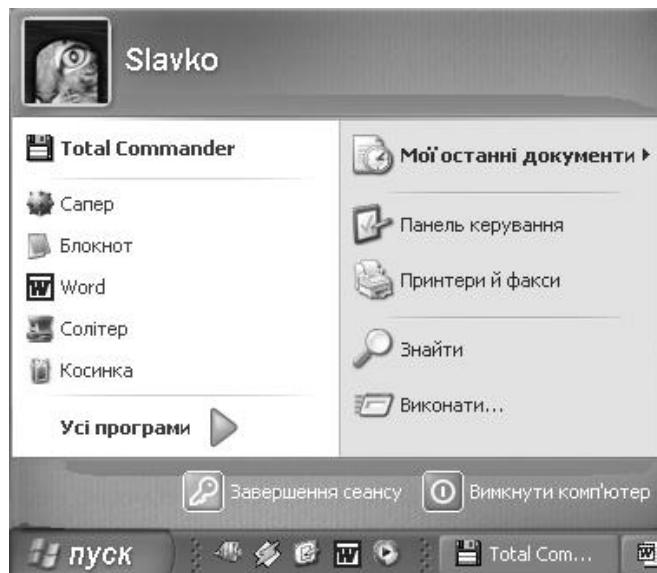 Slavko
Total Commander
Сапер
Блокнот
Word
Солітер
Косинка
Усі програми
Мої останні документи
Панель керування
Принтери й факси
Знайти
Виконати...
Завершення сеансу
Вимкнути комп'ютер
пуск
Total Com...